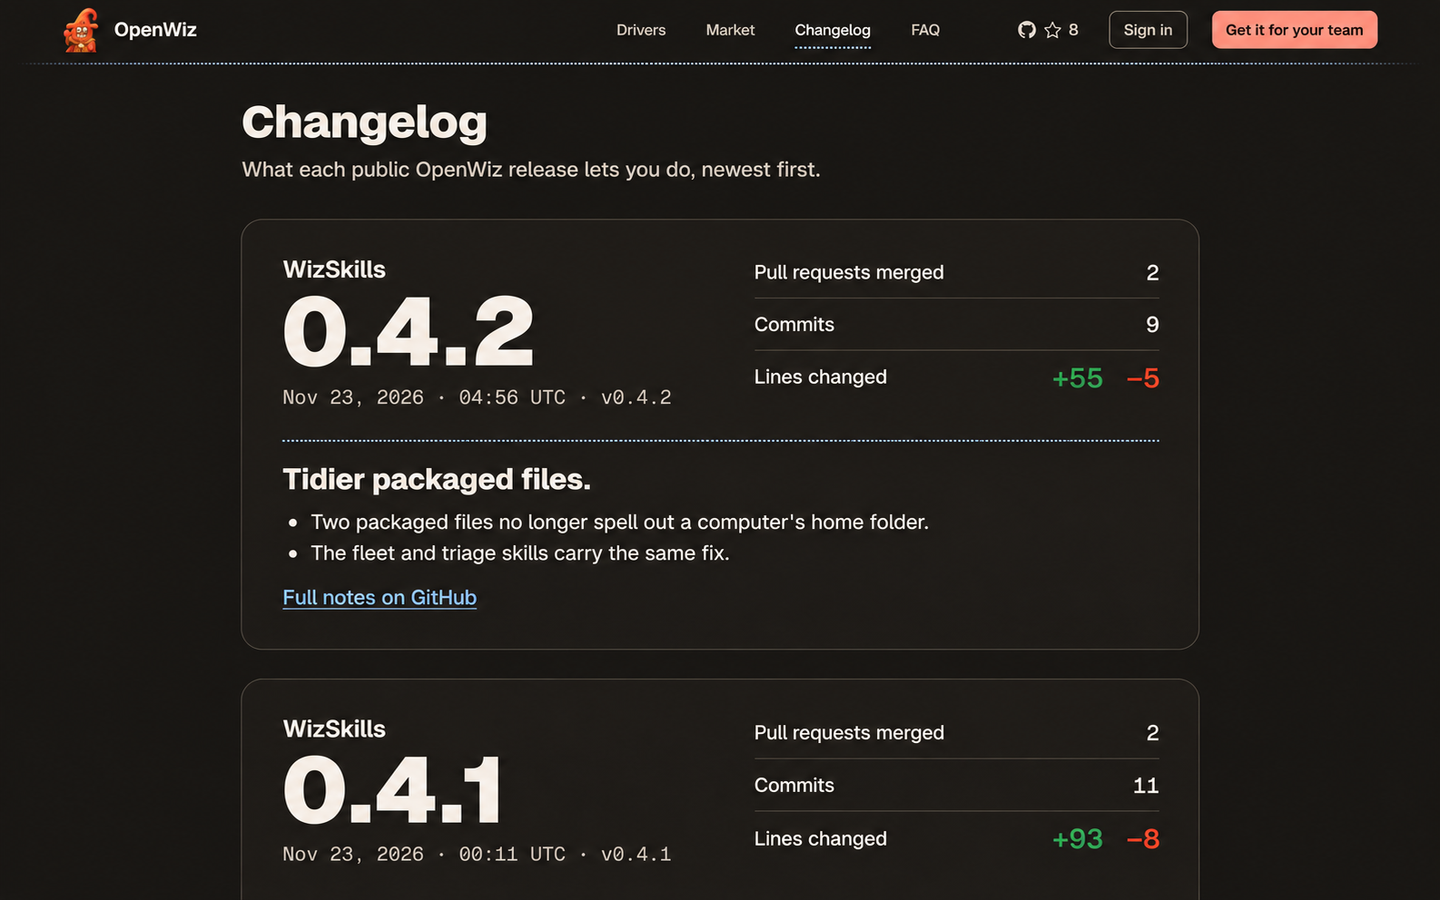 OpenWiz
Drivers
Market
Changelog
FAQ
8
Sign in
Get it for your team
Changelog
What each public OpenWiz release lets you do, newest first.
WizSkills
0.4.2
Nov 23, 2026 · 04:56 UTC · v0.4.2
Pull requests merged 2
Commits 9
Lines changed +55 −5
Tidier packaged files.
• Two packaged files no longer spell out a computer's home folder.
• The fleet and triage skills carry the same fix.
Full notes on GitHub
WizSkills
0.4.1
Nov 23, 2026 · 00:11 UTC · v0.4.1
Pull requests merged 2
Commits 11
Lines changed +93 −8